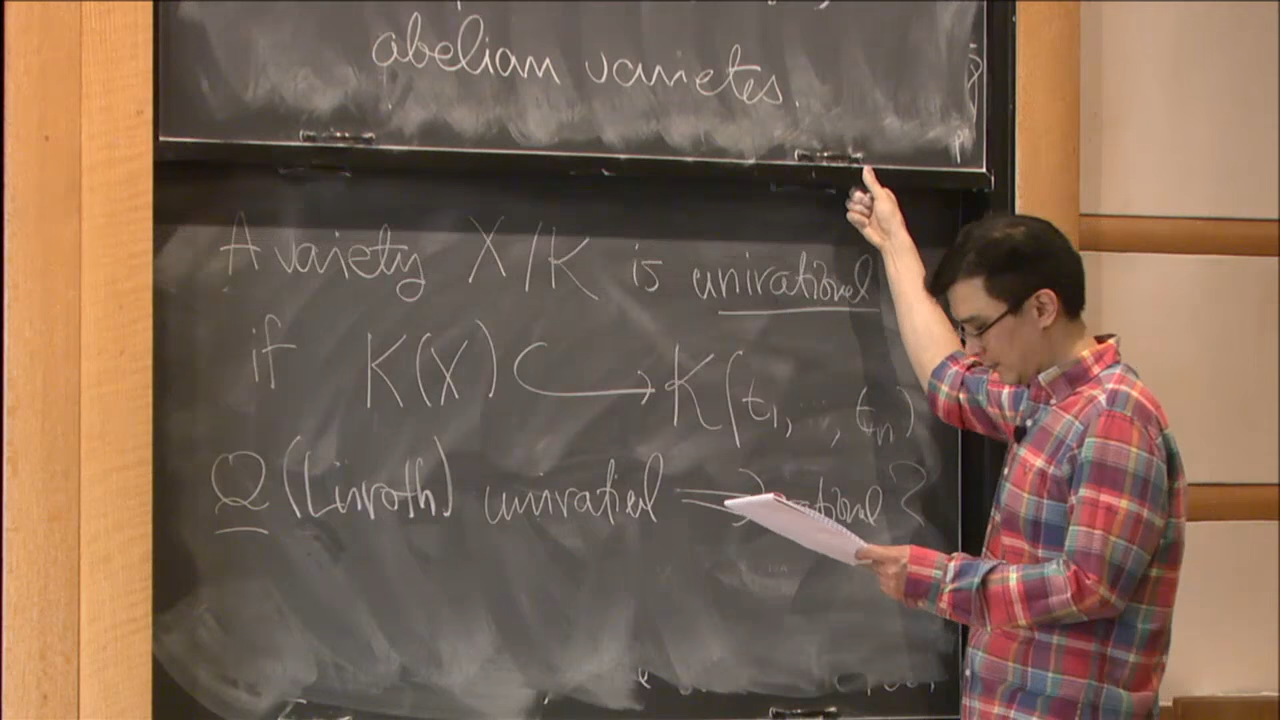 abelian varietes.
A variety X/K is unirational
if K(X) ↪ K(t₁, ..., tₙ)
Q (Lüroth) unirational ⟹ rational?